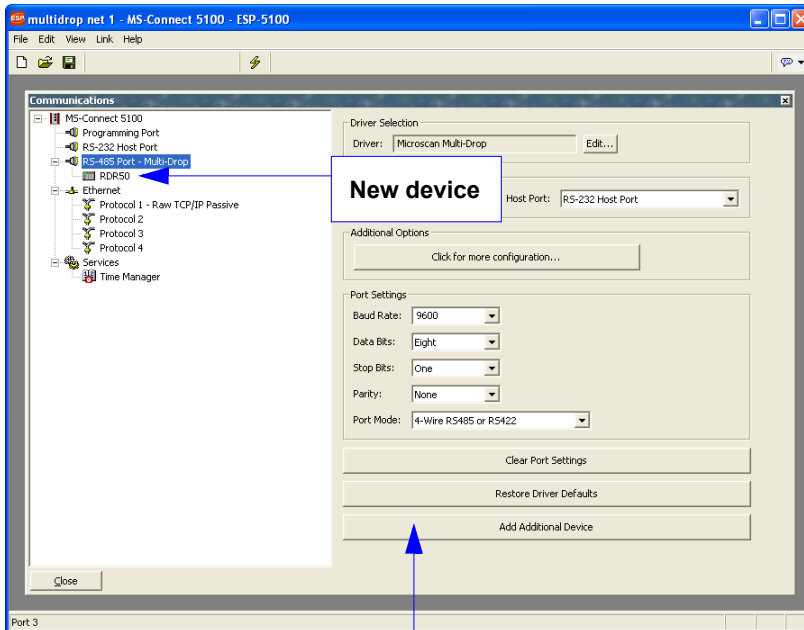 ESP multidrop net 1 - MS-Connect 5100 - ESP-5100
File Edit View Link Help
Communications
MS-Connect 5100
Programming Port
RS-232 Host Port
RS-485 Port - Multi-Drop
RDR50
Ethernet
Protocol 1 - Raw TCP/IP Passive
Protocol 2
Protocol 3
Protocol 4
Services
Time Manager
Close
New device
Driver Selection
Driver: Microscan Multi-Drop Edit...
Host Port: RS-232 Host Port
Additional Options
Click for more configuration...
Port Settings
Baud Rate: 9600
Data Bits: Eight
Stop Bits: One
Parity: None
Port Mode: 4-Wire RS485 or RS422
Clear Port Settings
Restore Driver Defaults
Add Additional Device
Port 3